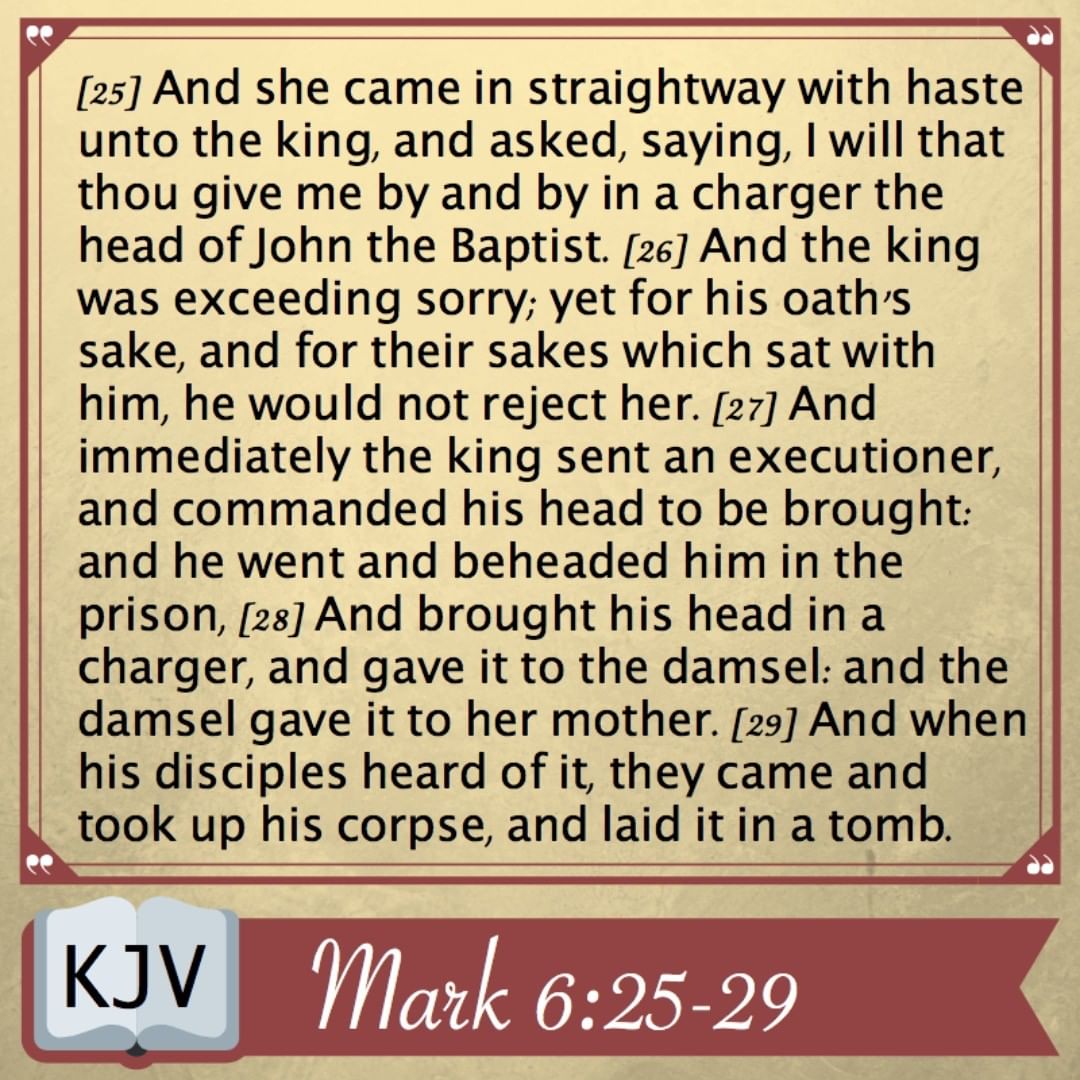 [25] And she came in straightway with haste
unto the king, and asked, saying, I will that
thou give me by and by in a charger the
head of John the Baptist. [26] And the king
was exceeding sorry; yet for his oath's
sake, and for their sakes which sat with
him, he would not reject her. [27] And
immediately the king sent an executioner,
and commanded his head to be brought:
and he went and beheaded him in the
prison, [28] And brought his head in a
charger, and gave it to the damsel: and the
damsel gave it to her mother. [29] And when
his disciples heard of it, they came and
took up his corpse, and laid it in a tomb.
KJV
Mark 6:25-29